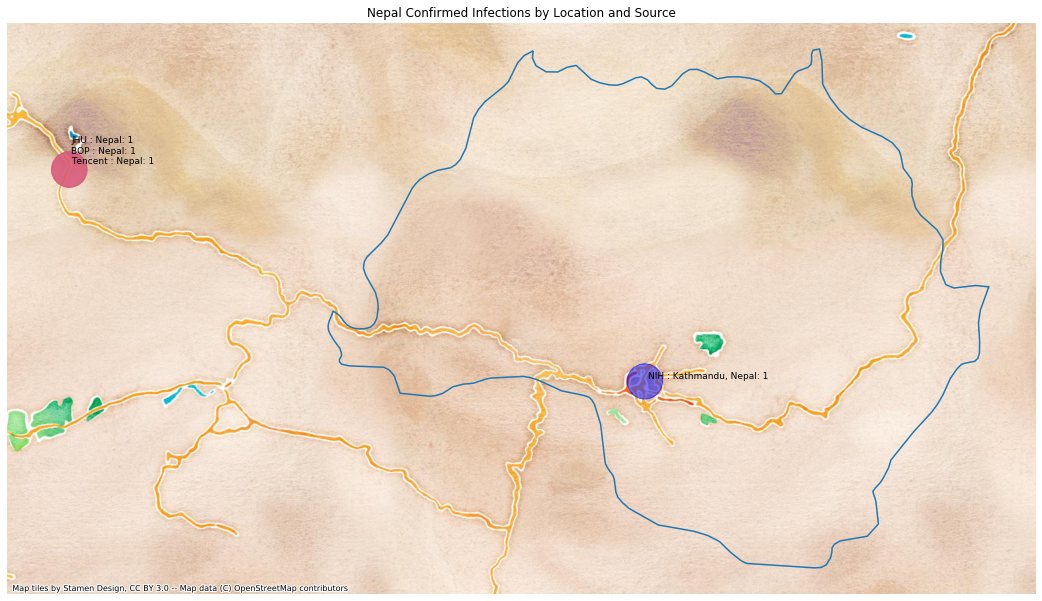 Nepal Confirmed Infections by Location and Source
JHU : Nepal: 1
BOP : Nepal: 1
Tencent : Nepal: 1
NIH : Kathmandu, Nepal: 1
Map tiles by Stamen Design, CC BY 3.0 -- Map data (C) OpenStreetMap contributors